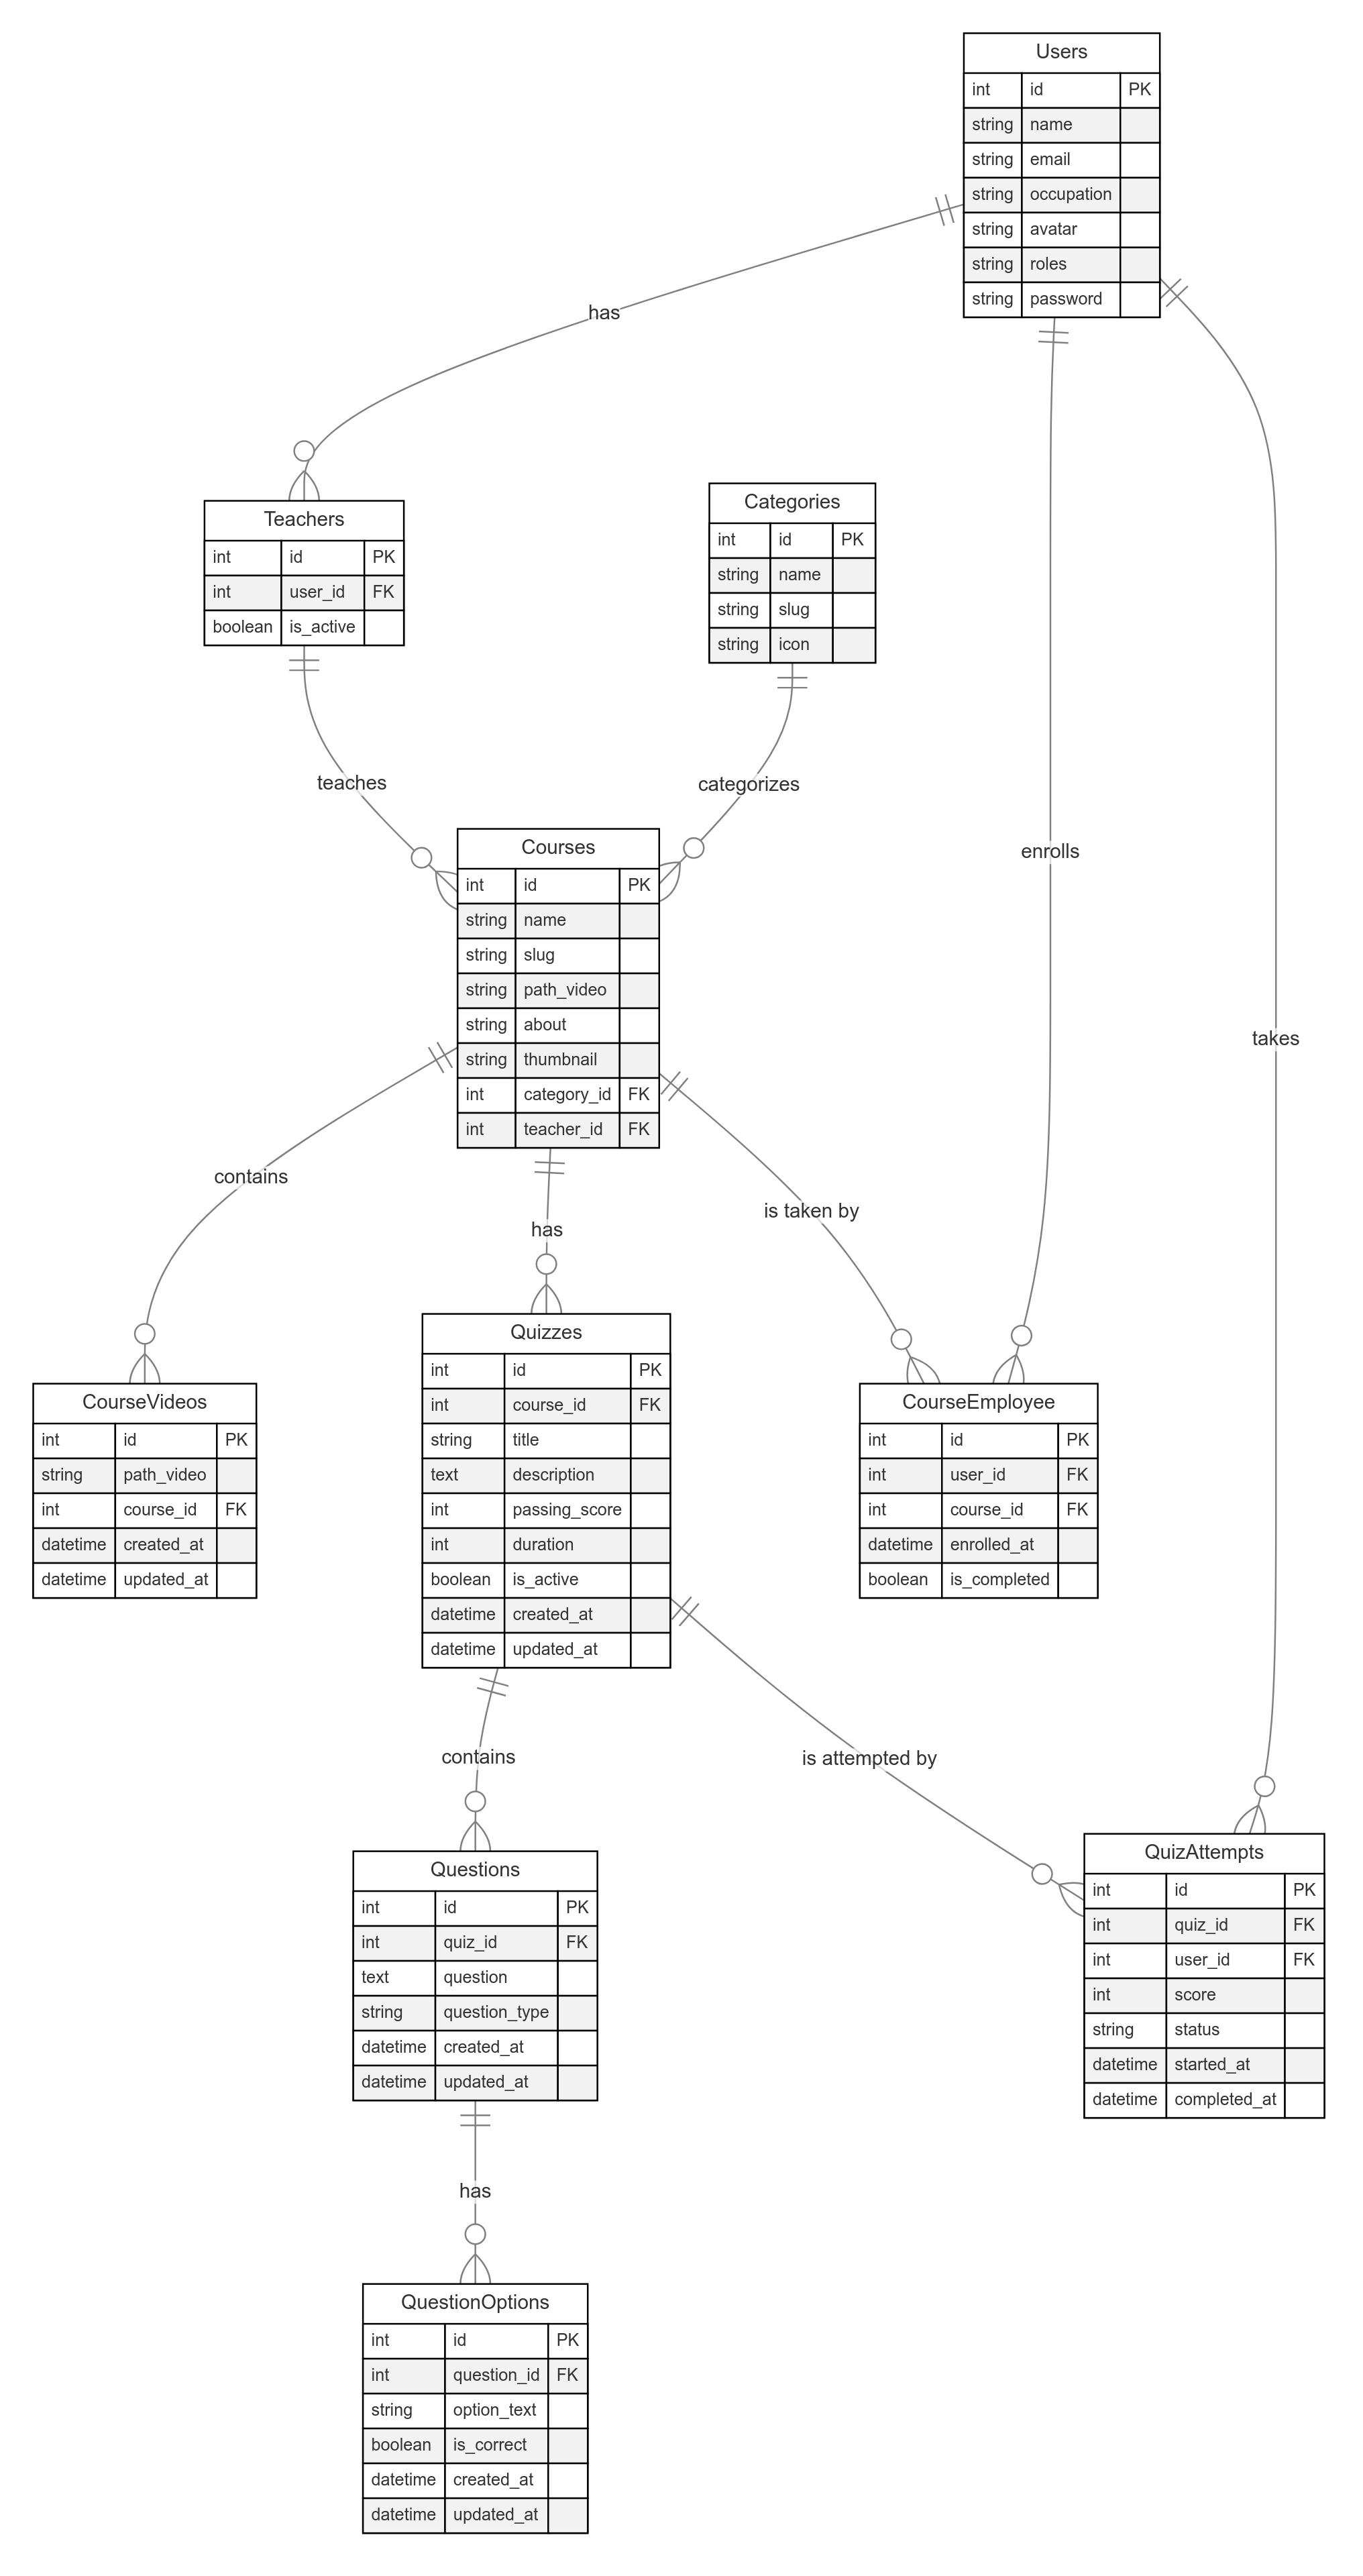 Users
int id PK
string name
string email
string occupation
string avatar
string roles
string password
has
Teachers
int id PK
int user_id FK
boolean is_active
Categories
int id PK
string name
string slug
string icon
teaches
categorizes
Courses
int id PK
string name
string slug
string path_video
string about
string thumbnail
int category_id FK
int teacher_id FK
enrolls
takes
contains
has
is taken by
CourseVideos
int id PK
string path_video
int course_id FK
datetime created_at
datetime updated_at
Quizzes
int id PK
int course_id FK
string title
text description
int passing_score
int duration
boolean is_active
datetime created_at
datetime updated_at
CourseEmployee
int id PK
int user_id FK
int course_id FK
datetime enrolled_at
boolean is_completed
contains
is attempted by
Questions
int id PK
int quiz_id FK
text question
string question_type
datetime created_at
datetime updated_at
QuizAttempts
int id PK
int quiz_id FK
int user_id FK
int score
string status
datetime started_at
datetime completed_at
has
QuestionOptions
int id PK
int question_id FK
string option_text
boolean is_correct
datetime created_at
datetime updated_at